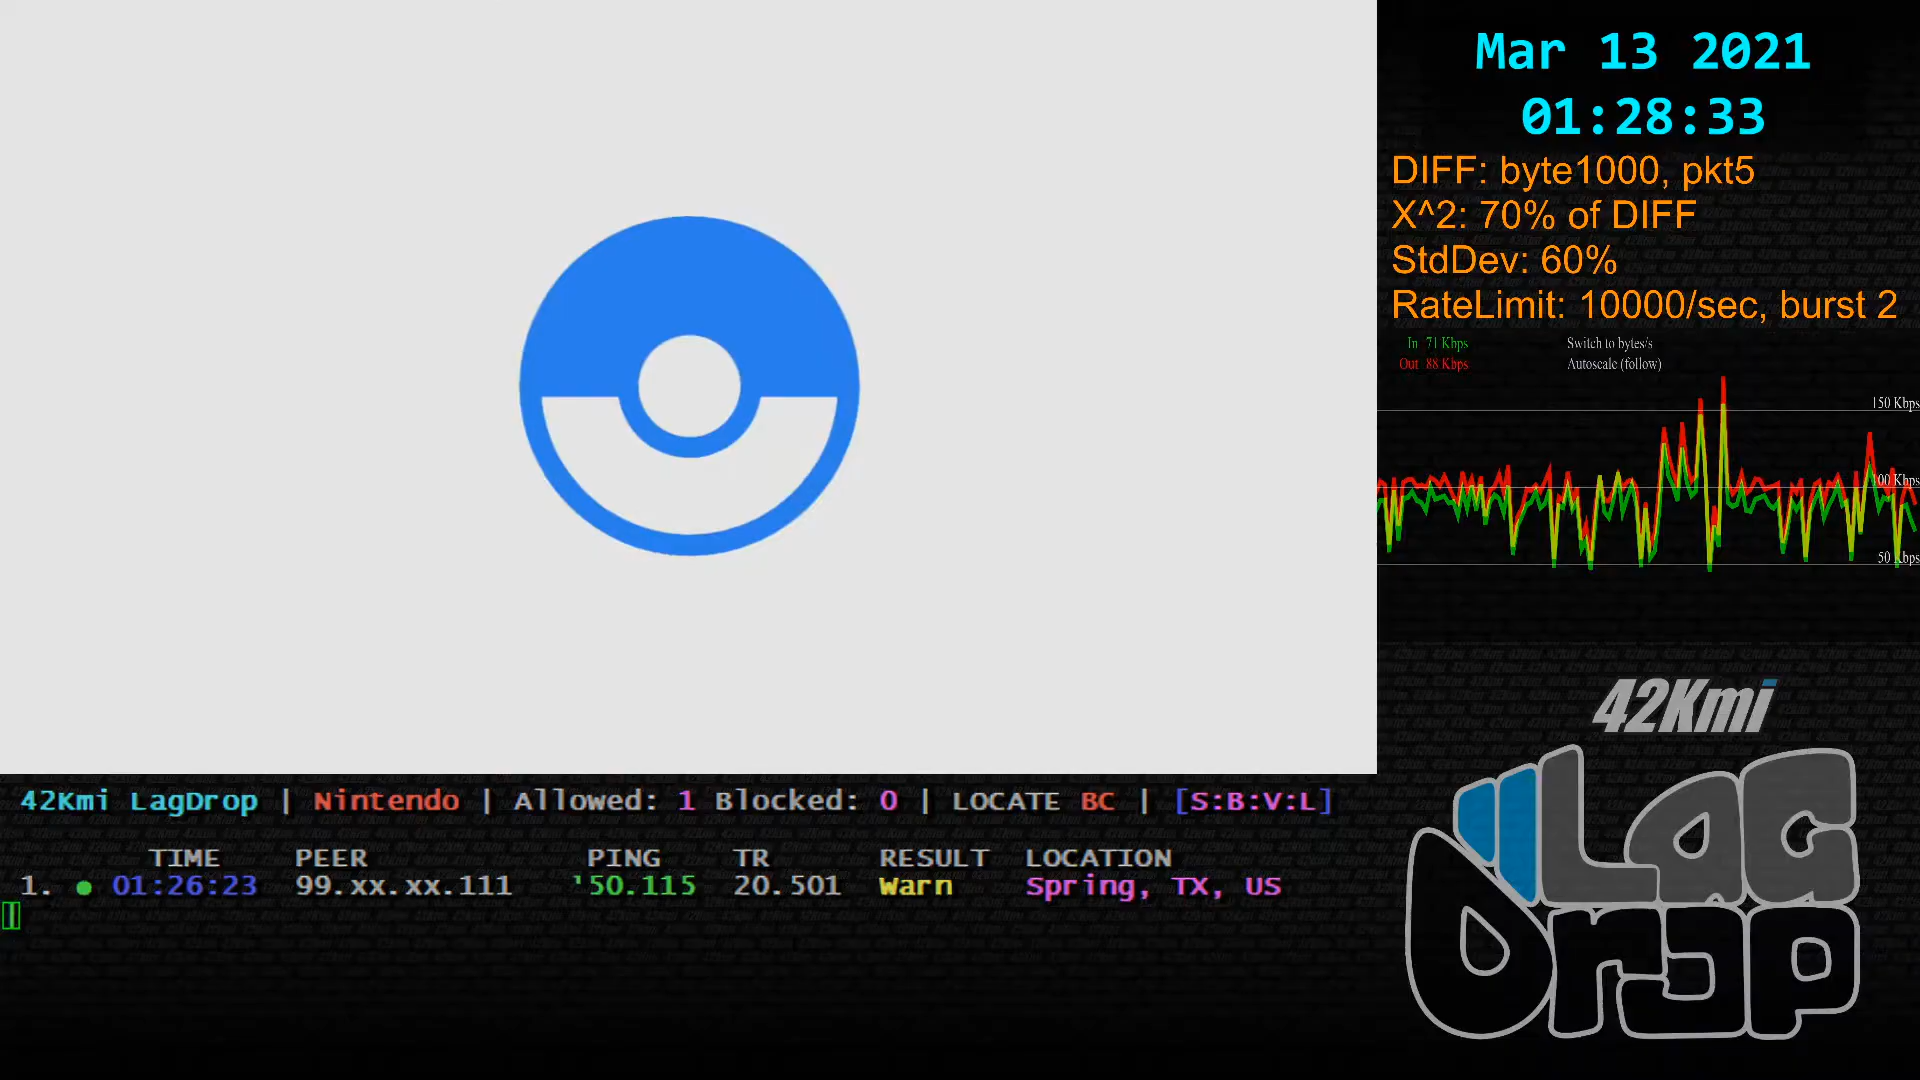 Mar 13 2021
01:28:33
DIFF: byte1000, pkt5
X^2: 70% of DIFF
StdDev: 60%
RateLimit: 10000/sec, burst 2
In 71 Kbps Switch to bytes/s
Out 88 Kbps Autoscale (follow)
150 Kbps
100 Kbps
50 Kbps
42Kmi
LagDrop
42Kmi LagDrop | Nintendo | Allowed: 1 Blocked: 0 | LOCATE BC | [S:B:V:L]
TIME PEER PING TR RESULT LOCATION
1. ● 01:26:23 99.xx.xx.111 '50.115 20.501 Warn Spring, TX, US